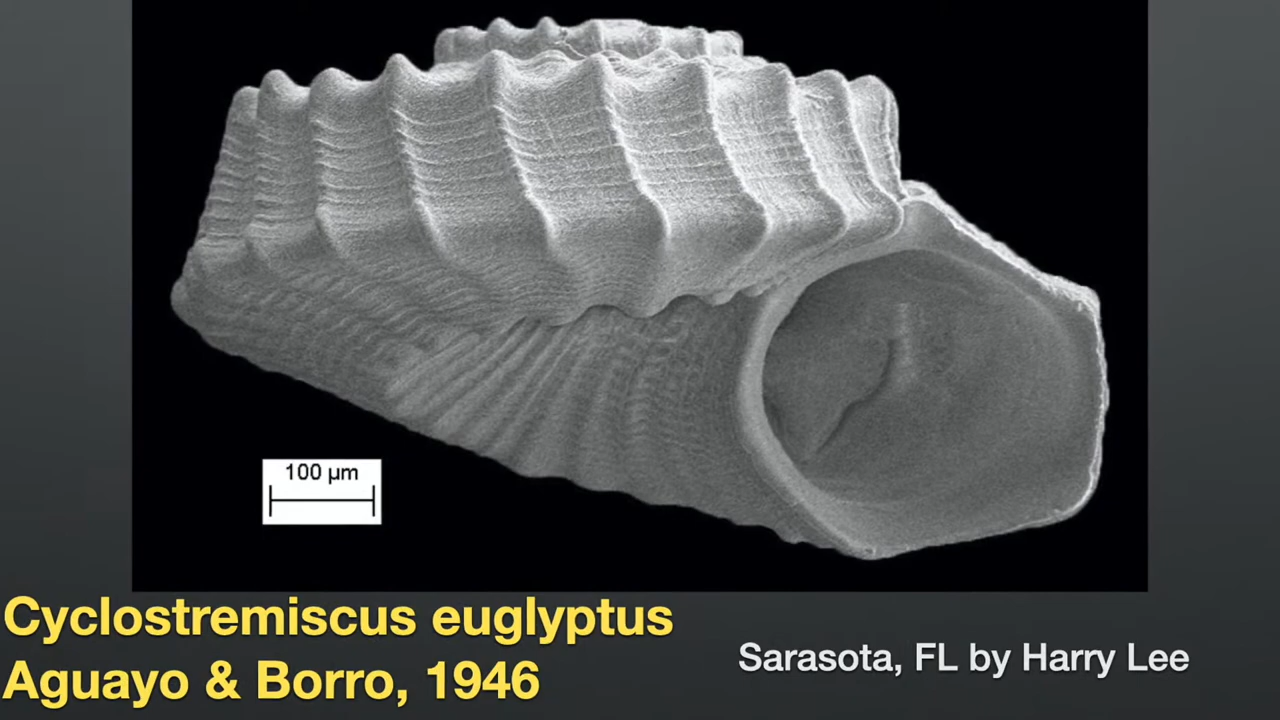 100 µm
Cyclostremiscus euglyptus
Aguayo & Borro, 1946
Sarasota, FL by Harry Lee